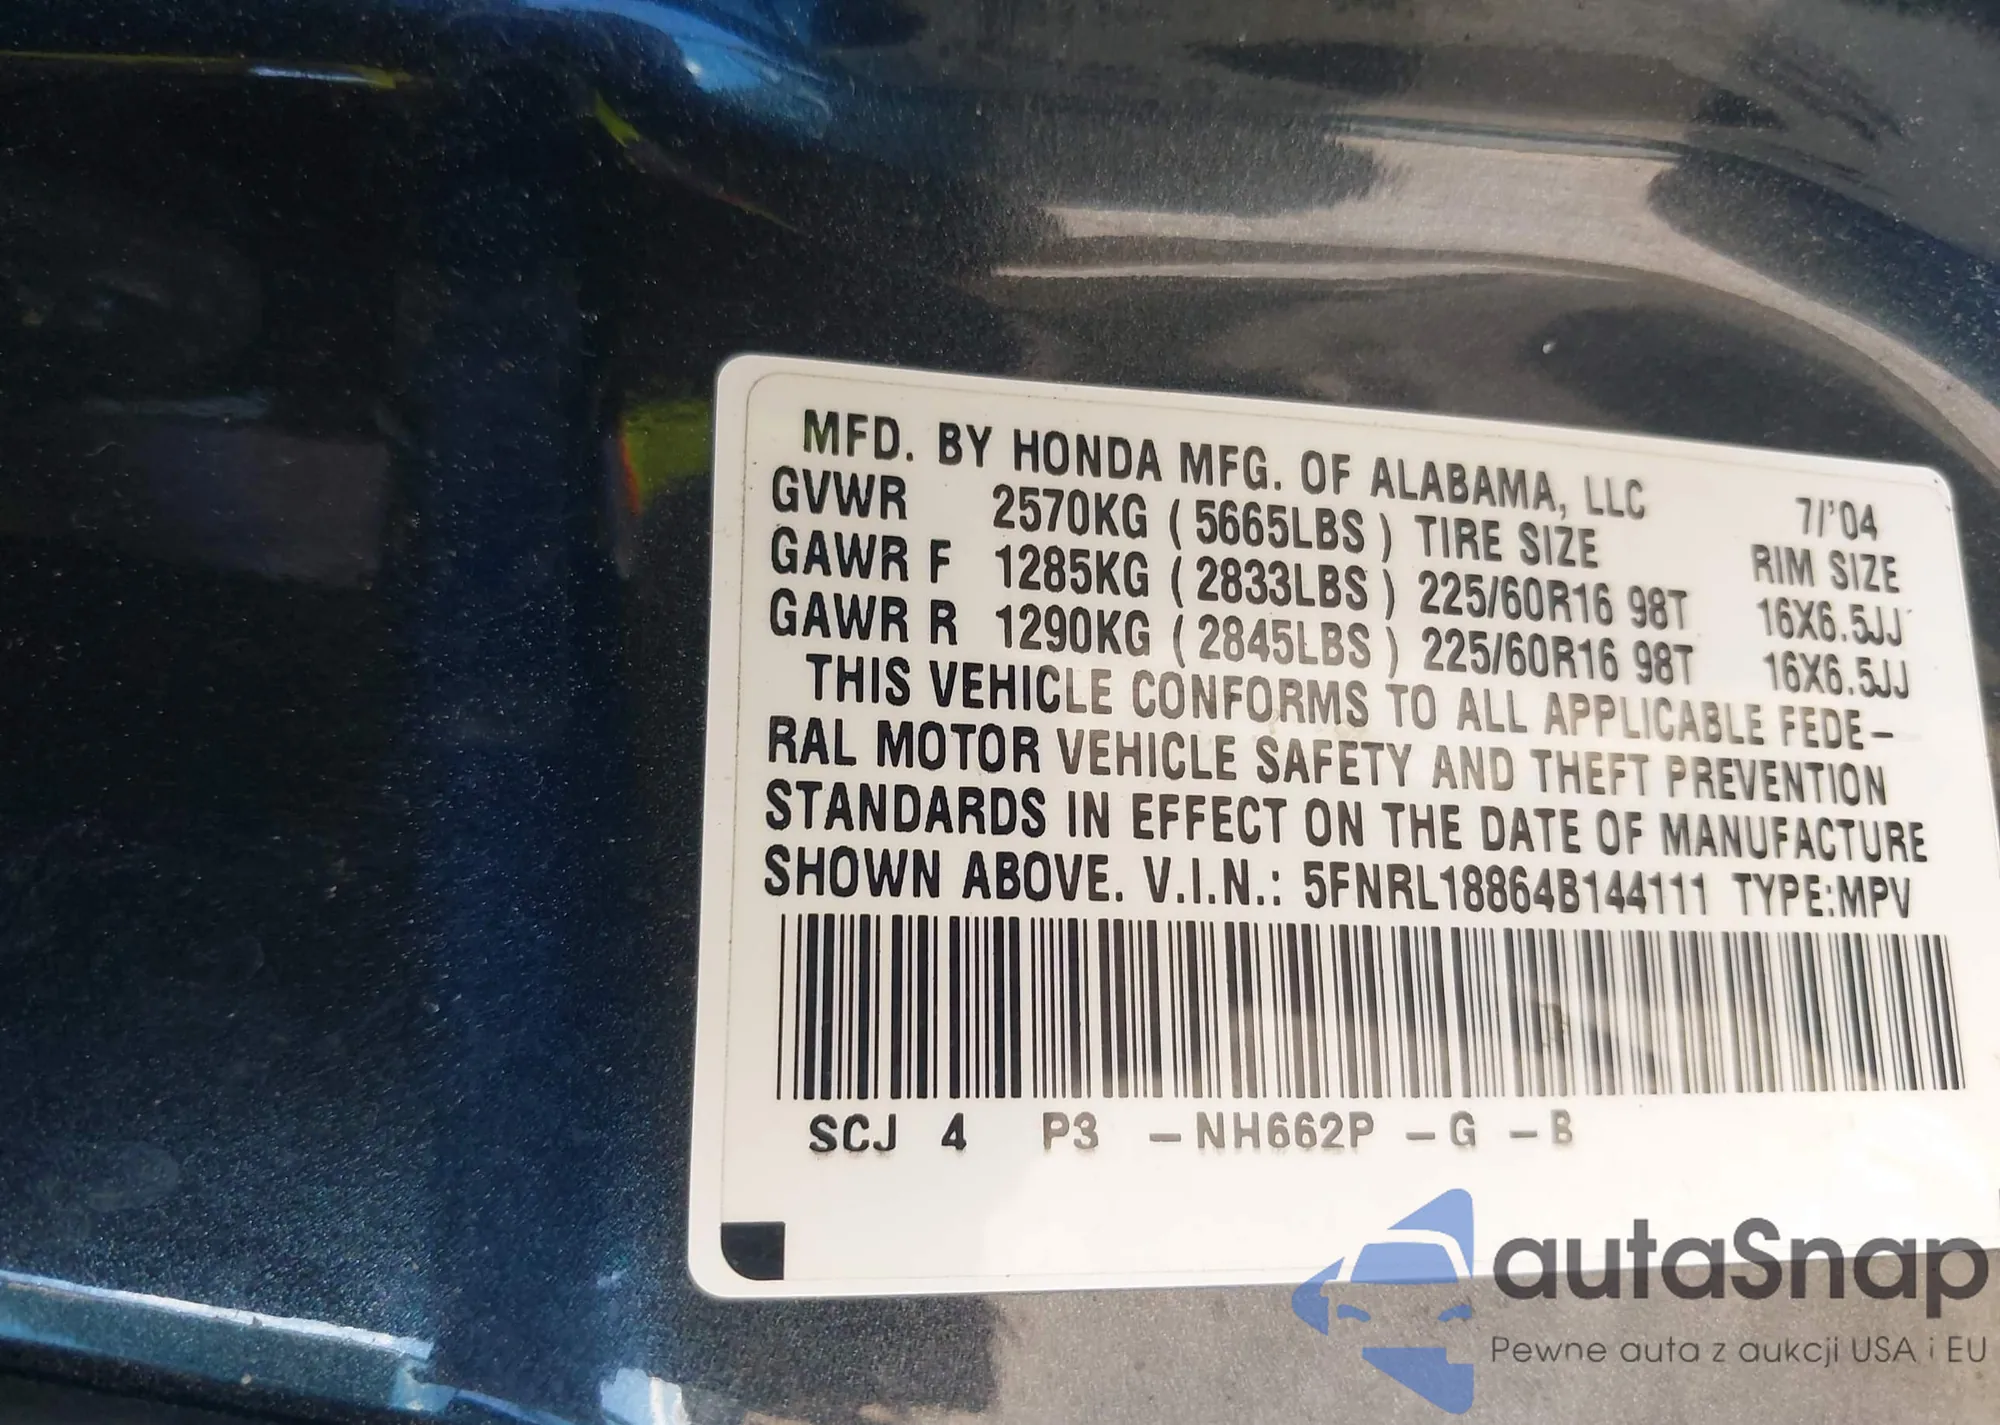 MFD. BY HONDA MFG. OF ALABAMA, LLC 7/'04
GVWR 2570KG ( 5665LBS ) TIRE SIZE RIM SIZE
GAWR F 1285KG ( 2833LBS ) 225/60R16 98T 16X6.5JJ
GAWR R 1290KG ( 2845LBS ) 225/60R16 98T 16X6.5JJ
THIS VEHICLE CONFORMS TO ALL APPLICABLE FEDE-
RAL MOTOR VEHICLE SAFETY AND THEFT PREVENTION
STANDARDS IN EFFECT ON THE DATE OF MANUFACTURE
SHOWN ABOVE. V.I.N.: 5FNRL18864B144111 TYPE:MPV
SCJ 4 P3 -NH662P -G -B
autaSnap
Pewne auta z aukcji USA i EU